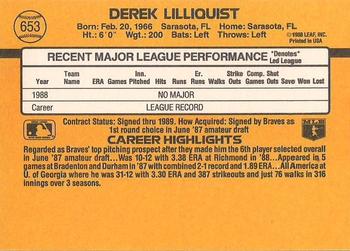 653
DEREK LILLIQUIST
© 1988 LEAF, INC.
PRINTED IN USA
Born: Feb. 20, 1966 Sarasota, FL Home: Sarasota, FL
Ht.: 6'0" Wgt.: 200 Bats: Left Throws: Left
RECENT MAJOR LEAGUE PERFORMANCE *Denotes* Led League
Year Team Name ERA Games Innings Pitched Hits Won Loss Runs Walks Strike Outs Comp. Games Shut Outs Saves
1988 NO MAJOR
Career LEAGUE RECORD
Contract Status: Signed thru 1989. How Acquired: Signed by Braves as
1st round choice in June '87 amateur draft
CAREER HIGHLIGHTS
Regarded as Braves' top pitching prospect after they made him the 6th player selected overall
in June '87 amateur draft... Was 10-12 with 3.38 ERA at Richmond in '88... Appeared in 5
games at Bradenton and Durham in '87 with combined 2-1 record and 1.89 ERA... All America at
U. of Georgia where he was 31-12 with 3.30 ERA and 387 strikeouts and just 76 walks in 316
innings over 3 seasons.
MLB